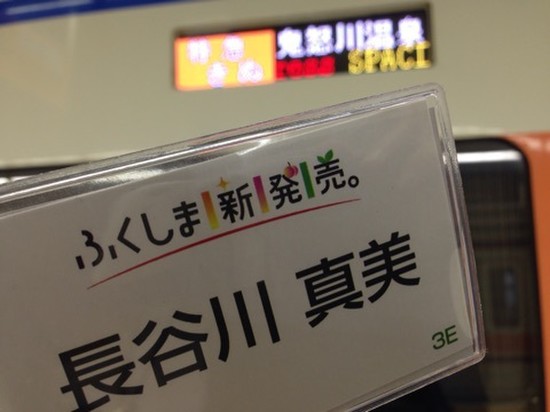 特急 鬼怒川温泉
きぬ SPACI
ふくしま新発売。
長谷川 真美
3E